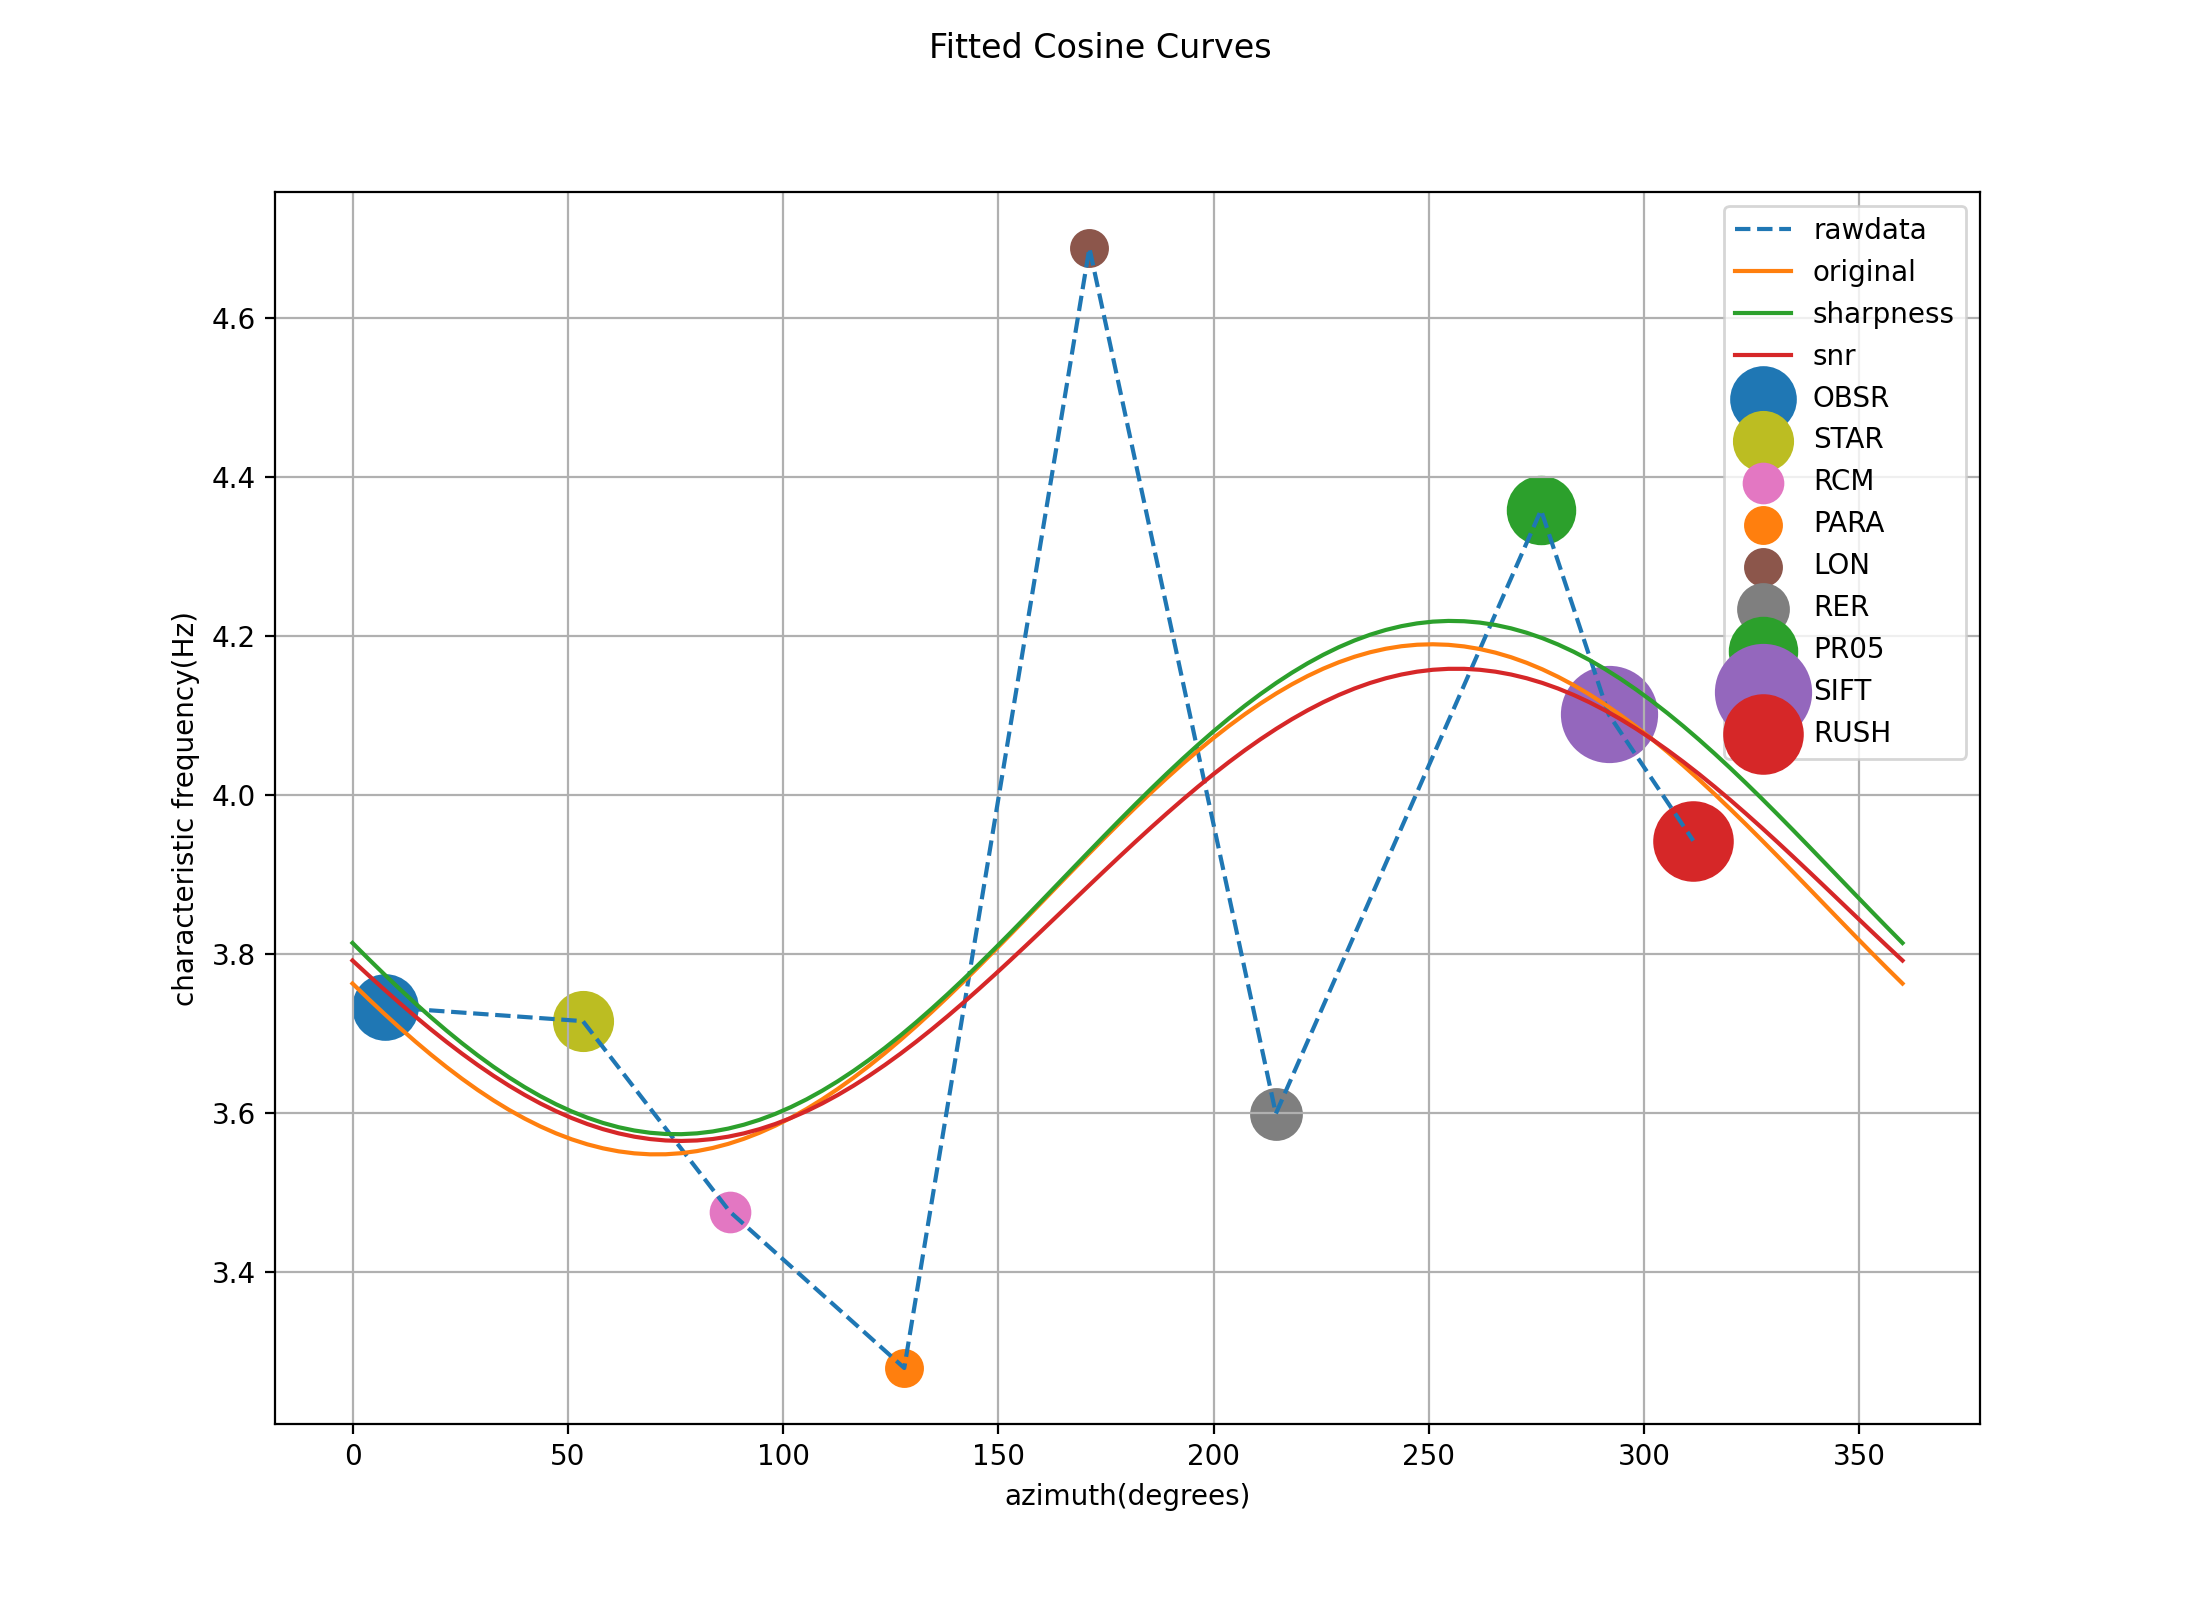 Fitted Cosine Curves
rawdata
original
sharpness
snr
OBSR
STAR
RCM
PARA
LON
RER
PR05
SIFT
RUSH
characteristic frequency(Hz)
4.6
4.4
4.2
4.0
3.8
3.6
3.4
0 50 100 150 200 250 300 350
azimuth(degrees)